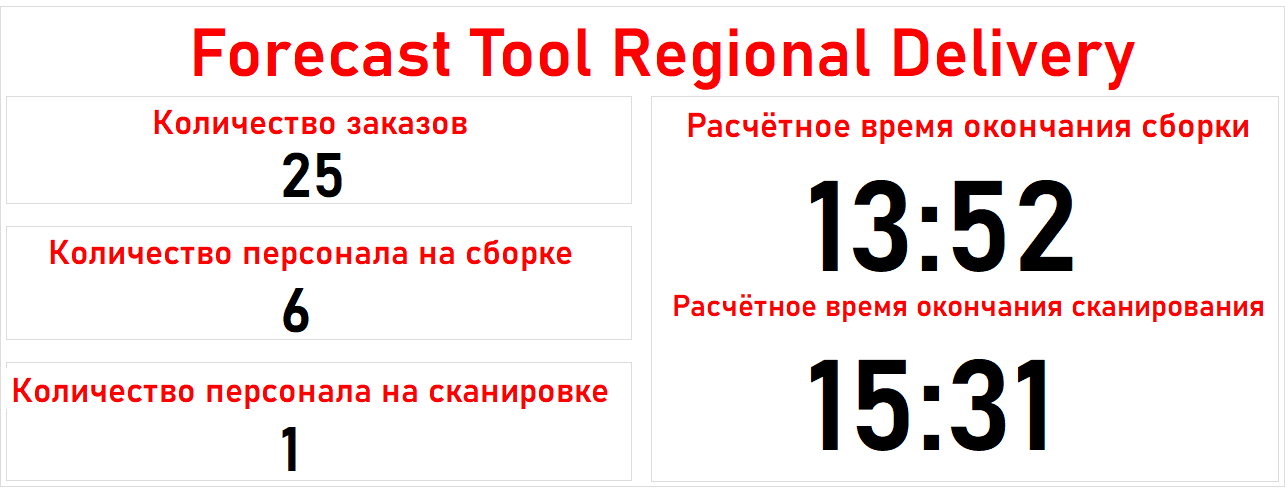 Forecast Tool Regional Delivery
Количество заказов
25
Количество персонала на сборке
6
Количество персонала на сканировке
1
Расчётное время окончания сборки
13:52
Расчётное время окончания сканирования
15:31